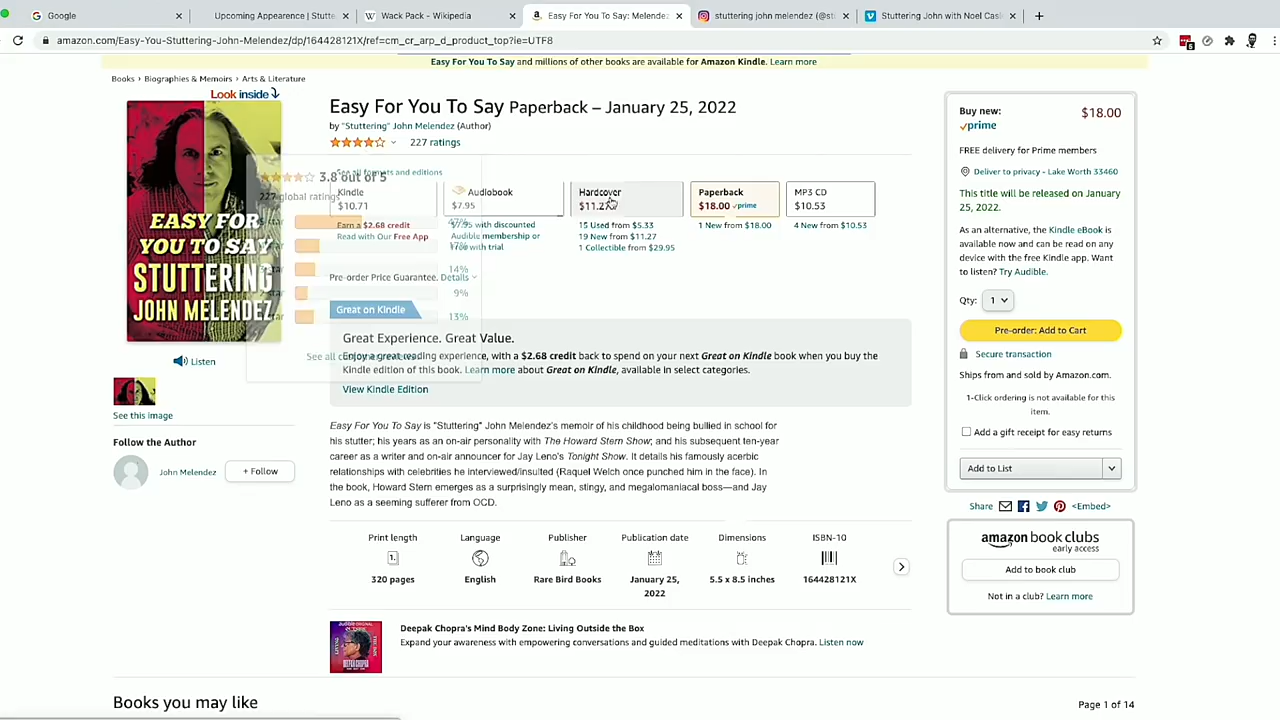 Google
Upcoming Appearence | Stutte
Wack Pack - Wikipedia
Easy For You To Say: Melendez
stuttering john melendez (@st
Stuttering John with Noel Cask
amazon.com/Easy-You-Stuttering-John-Melendez/dp/164428121X/ref=cm_cr_arp_d_product_top?ie=UTF8
Easy For You To Say and millions of other books are available for Amazon Kindle. Learn more
Books › Biographies & Memoirs › Arts & Literature
Look inside
EASY FOR
YOU TO SAY
STUTTERING
JOHN MELENDEZ
Listen
See this image
Follow the Author
John Melendez
+ Follow
Easy For You To Say Paperback – January 25, 2022
by "Stuttering" John Melendez (Author)
227 ratings
See all formats and editions
3.8 out of 5
227 global ratings
47%
17%
14%
9%
13%
Kindle
$10.71
Earn a $2.68 credit
Read with Our Free App
Audiobook
$7.95
$7.95 with discounted
Audible membership or
free with trial
Hardcover
$11.27
15 Used from $5.33
19 New from $11.27
1 Collectible from $29.95
Paperback
$18.00 prime
1 New from $18.00
MP3 CD
$10.53
4 New from $10.53
Pre-order Price Guarantee. Details
Great on Kindle
Great Experience. Great Value.
Enjoy a great reading experience, with a $2.68 credit back to spend on your next Great on Kindle book when you buy the
Kindle edition of this book. Learn more about Great on Kindle, available in select categories.
View Kindle Edition
Easy For You To Say is "Stuttering" John Melendez's memoir of his childhood being bullied in school for
his stutter; his years as an on-air personality with The Howard Stern Show; and his subsequent ten-year
career as a writer and on-air announcer for Jay Leno's Tonight Show. It details his famously acerbic
relationships with celebrities he interviewed/insulted (Raquel Welch once punched him in the face). In
the book, Howard Stern emerges as a surprisingly mean, stingy, and megalomaniacal boss—and Jay
Leno as a seeming sufferer from OCD.
Print length
320 pages
Language
English
Publisher
Rare Bird Books
Publication date
January 25,
2022
Dimensions
5.5 x 8.5 inches
ISBN-10
164428121X
Deepak Chopra's Mind Body Zone: Living Outside the Box
Expand your awareness with empowering conversations and guided meditations with Deepak Chopra. Listen now
Books you may like
Page 1 of 14
Buy new:
$18.00
prime
FREE delivery for Prime members
Deliver to privacy - Lake Worth 33460
This title will be released on January
25, 2022.
As an alternative, the Kindle eBook is
available now and can be read on any
device with the free Kindle app. Want
to listen? Try Audible.
Qty: 1
Pre-order: Add to Cart
Secure transaction
Ships from and sold by Amazon.com.
1-Click ordering is not available for this
item.
Add a gift receipt for easy returns
Add to List
Share
<Embed>
amazon book clubs
early access
Add to book club
Not in a club? Learn more